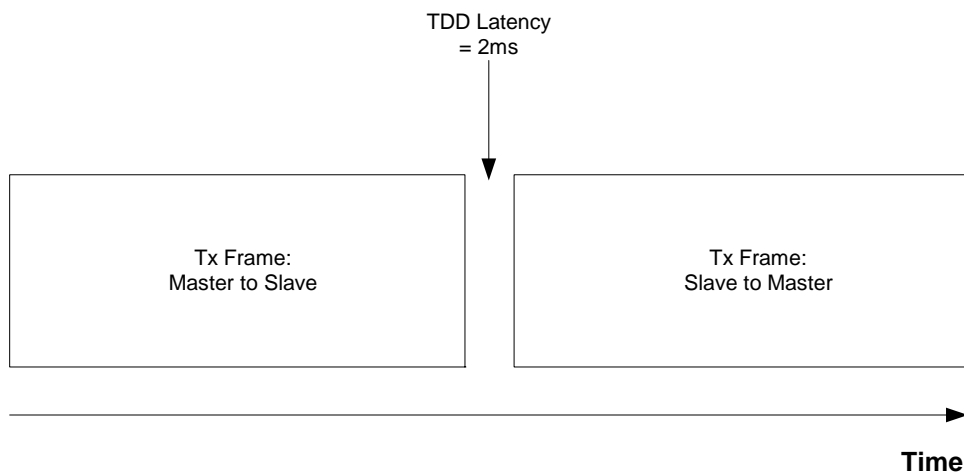 TDD Latency
= 2ms
Tx Frame:
Master to Slave
Tx Frame:
Slave to Master
Time